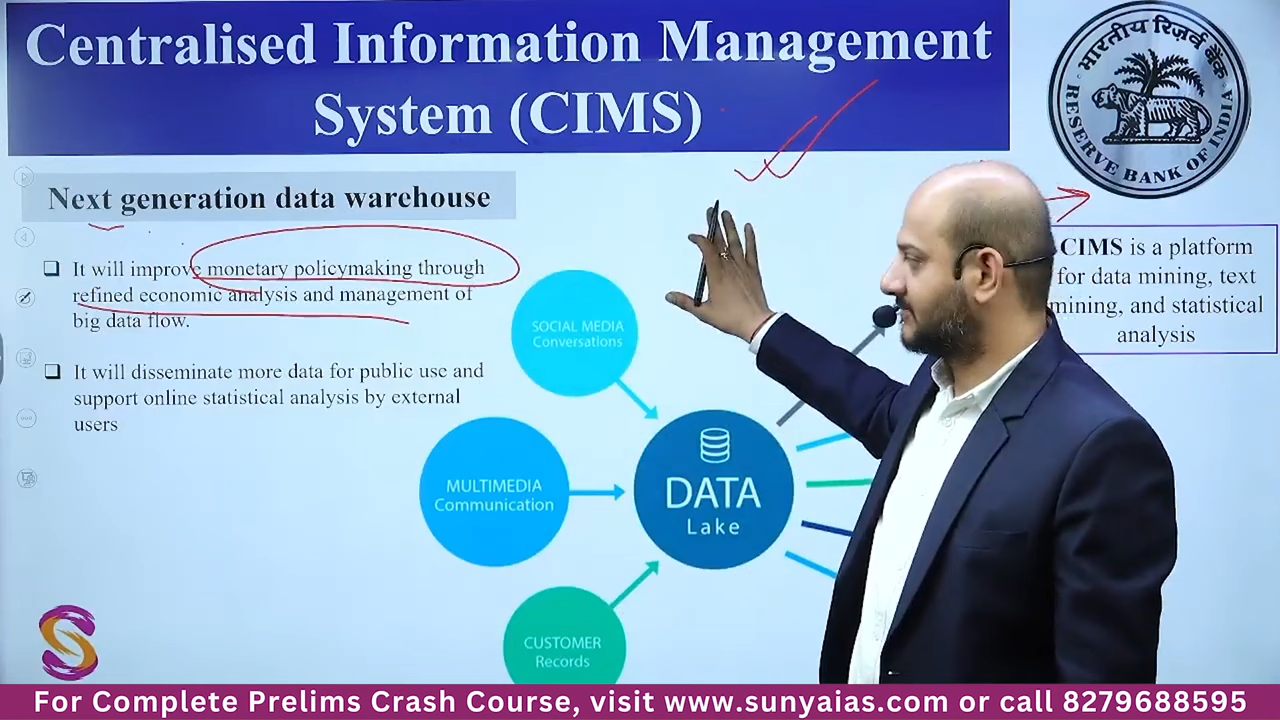 Centralised Information Management
System (CIMS)
भारतीय रिज़र्व बैंक
RESERVE BANK OF INDIA
Next generation data warehouse
It will improve monetary policymaking through
refined economic analysis and management of
big data flow.
It will disseminate more data for public use and
support online statistical analysis by external
users
CIMS is a platform
for data mining, text
mining, and statistical
analysis
SOCIAL MEDIA
Conversations
MULTIMEDIA
Communication
DATA
Lake
CUSTOMER
Records
For Complete Prelims Crash Course, visit www.sunyaias.com or call 8279688595